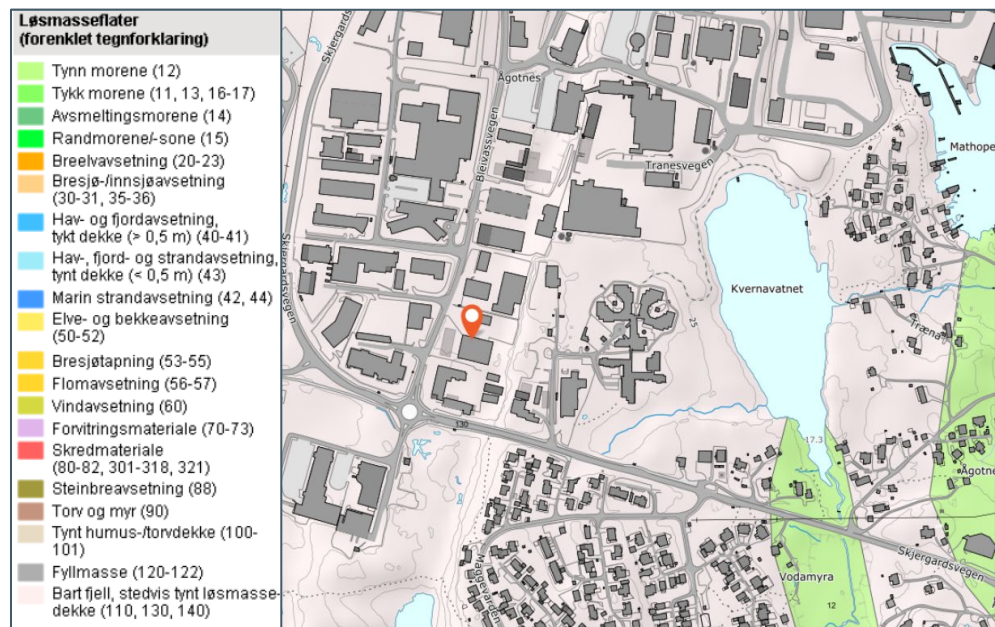 Løsmasseflater
(forenklet tegnforklaring)
Tynn morene (12)
Tykk morene (11, 13, 16-17)
Avsmeltingsmorene (14)
Randmorene/-sone (15)
Breelvavsetning (20-23)
Bresjø-/innsjøavsetning
(30-31, 35-36)
Hav- og fjordavsetning,
tykt dekke (> 0,5 m) (40-41)
Hav-, fjord- og strandavsetning,
tynt dekke (< 0,5 m) (43)
Marin strandavsetning (42, 44)
Elve- og bekkeavsetning
(50-52)
Bresjøtapning (53-55)
Flomavsetning (56-57)
Vindavsetning (60)
Forvitringsmateriale (70-73)
Skredmateriale
(80-82, 301-318, 321)
Steinbreavsetning (88)
Torv og myr (90)
Tynt humus-/torvdekke (100-
101)
Fyllmasse (120-122)
Bart fjell, stedvis tynt løsmasse-
dekke (110, 130, 140)
Skjergardsvegen
Ågotnes
Bleivassvegen
Tranesvegen
Mathope
Skjergardsvegen
Kvernavatnet
25
Træna
130
17.3
Ågotne
Skjergardsvegen
Haggevarden
Vodamyra
12